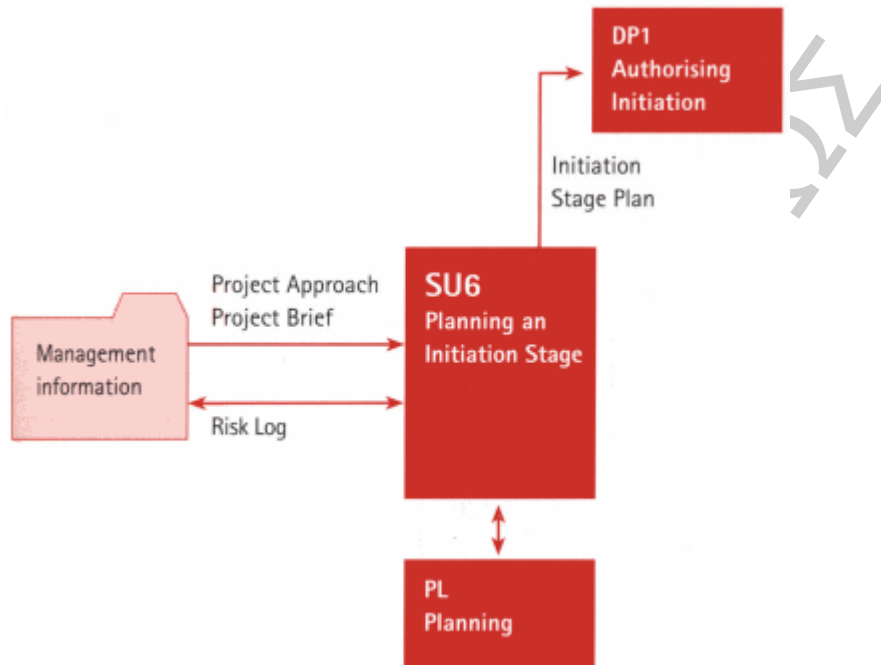 DP1
Authorising
Initiation
Initiation
Stage Plan
Project Approach
Project Brief
SU6
Planning an
Initiation Stage
Management
information
Risk Log
PL
Planning